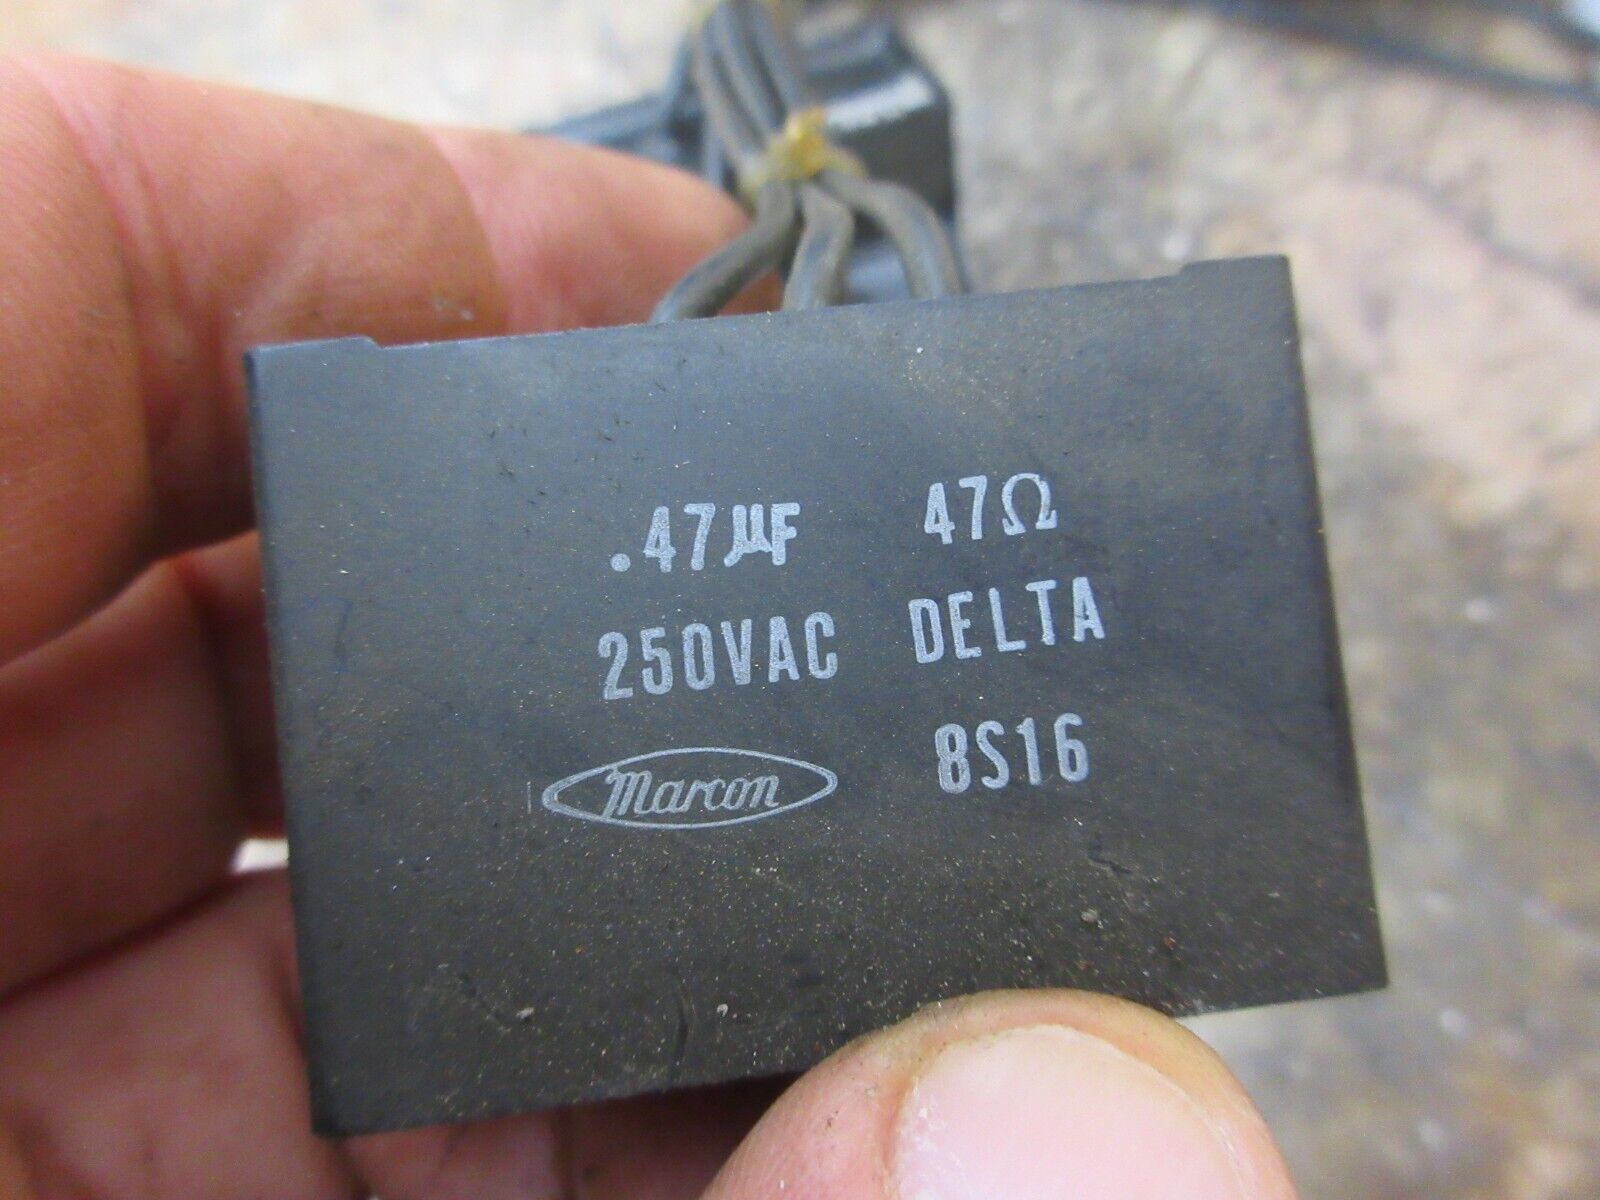 .47μF 47Ω
250VAC DELTA
Marcon 8S16